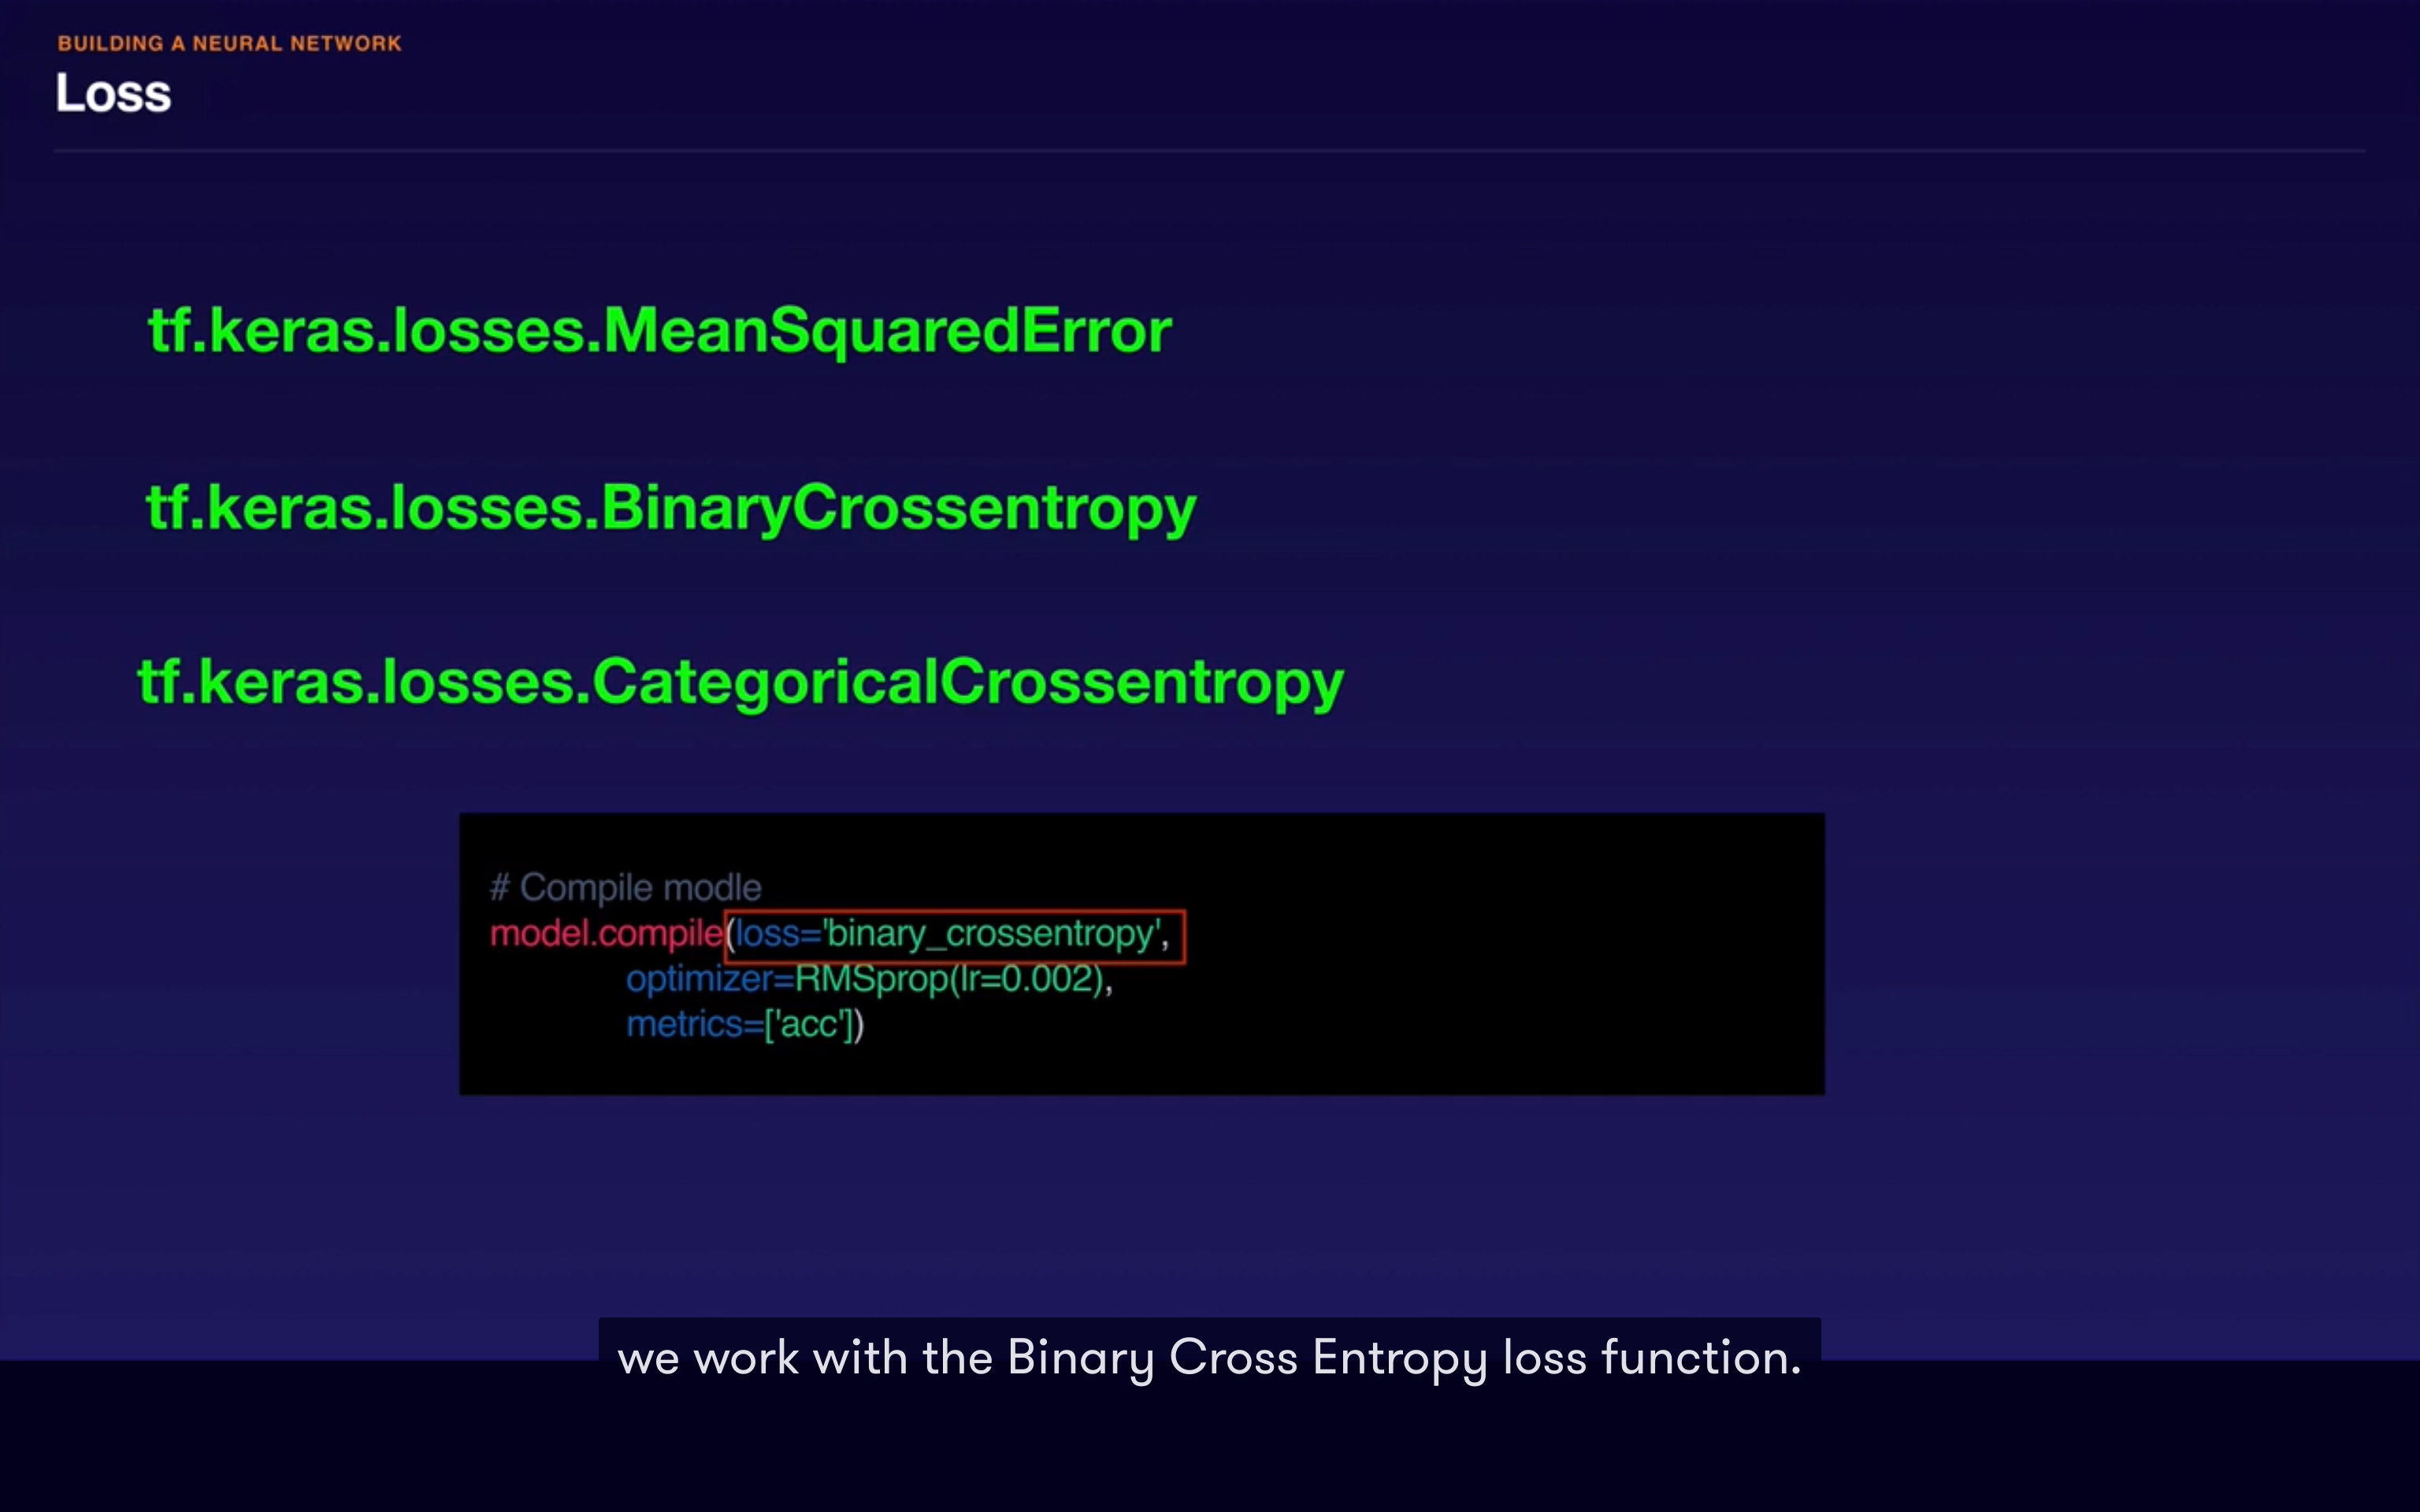 BUILDING A NEURAL NETWORK
Loss
tf.keras.losses.MeanSquaredError
tf.keras.losses.BinaryCrossentropy
tf.keras.losses.CategoricalCrossentropy
# Compile modle
model.compile(loss='binary_crossentropy',
optimizer=RMSprop(lr=0.002),
metrics=['acc'])
we work with the Binary Cross Entropy loss function.